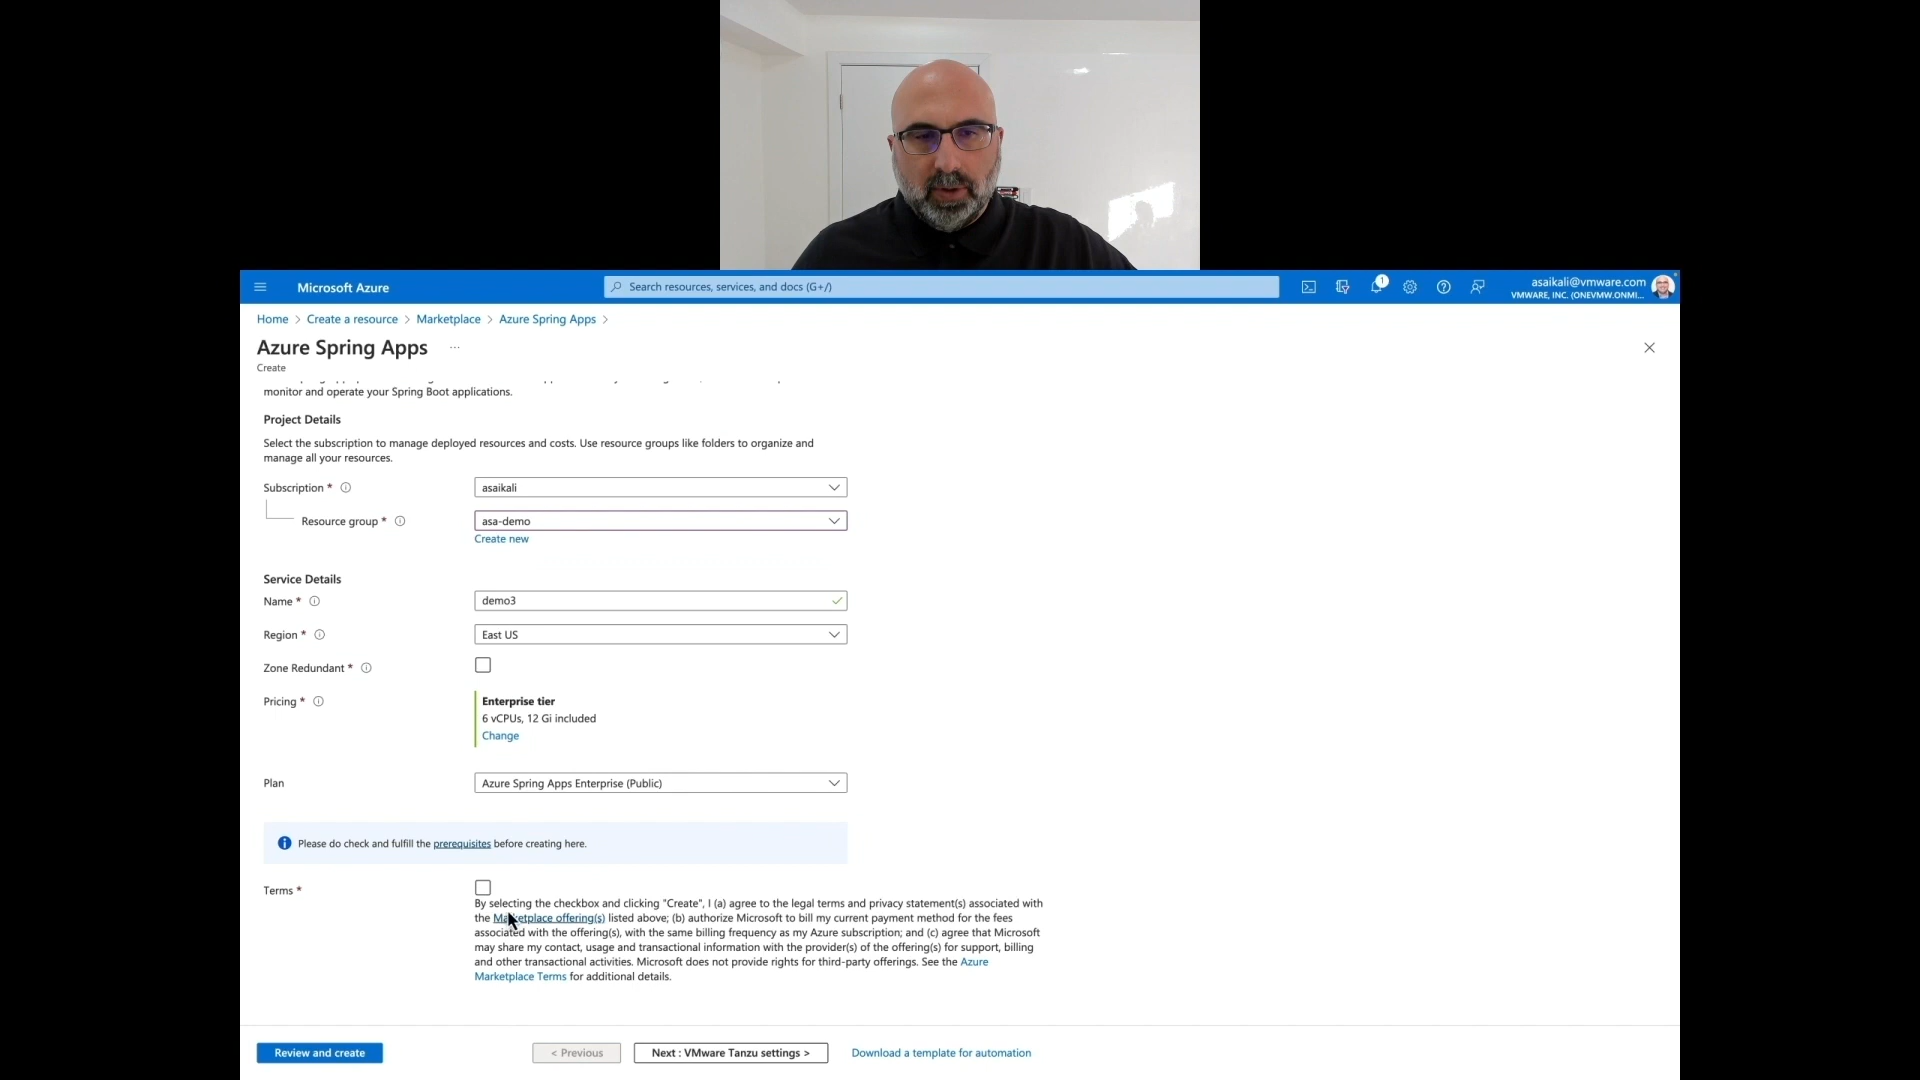 Microsoft Azure
Search resources, services, and docs (G+/)
1
asaikali@vmware.com
VMWARE, INC. (ONEVMW.ONMI...
Home > Create a resource > Marketplace > Azure Spring Apps >
Azure Spring Apps ...
Create
monitor and operate your Spring Boot applications.
Project Details
Select the subscription to manage deployed resources and costs. Use resource groups like folders to organize and
manage all your resources.
Subscription *
asaikali
Resource group *
asa-demo
Create new
Service Details
Name *
demo3
Region *
East US
Zone Redundant *
Pricing *
Enterprise tier
6 vCPUs, 12 Gi included
Change
Plan
Azure Spring Apps Enterprise (Public)
Please do check and fulfill the prerequisites before creating here.
Terms *
By selecting the checkbox and clicking "Create", I (a) agree to the legal terms and privacy statement(s) associated with
the Marketplace offering(s) listed above; (b) authorize Microsoft to bill my current payment method for the fees
associated with the offering(s), with the same billing frequency as my Azure subscription; and (c) agree that Microsoft
may share my contact, usage and transactional information with the provider(s) of the offering(s) for support, billing
and other transactional activities. Microsoft does not provide rights for third-party offerings. See the Azure
Marketplace Terms for additional details.
Review and create
< Previous
Next : VMware Tanzu settings >
Download a template for automation